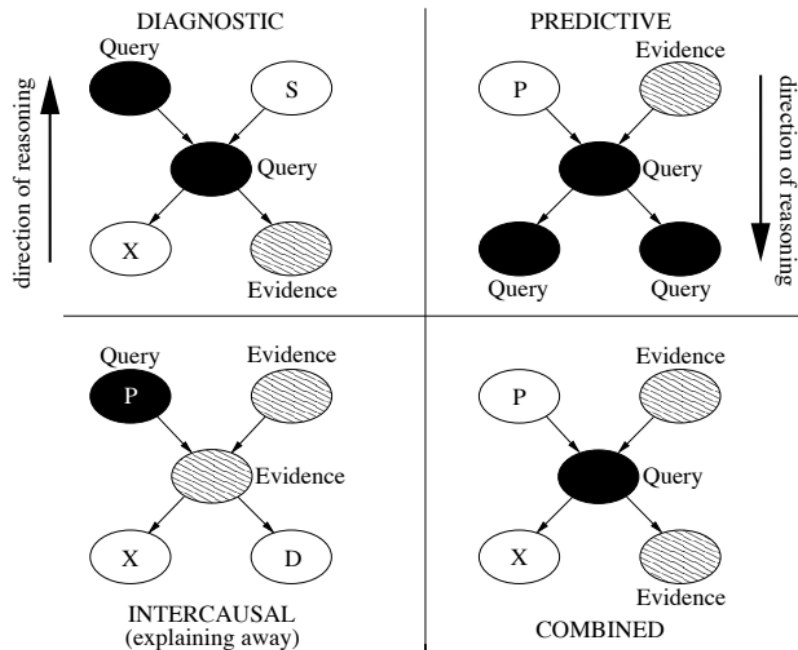 DIAGNOSTIC
Query
S
Query
X
Evidence
direction of reasoning
PREDICTIVE
Evidence
P
Query
Query
Query
direction of reasoning
Query
Evidence
P
Evidence
X
D
INTERCAUSAL
(explaining away)
Evidence
P
Query
X
Evidence
COMBINED